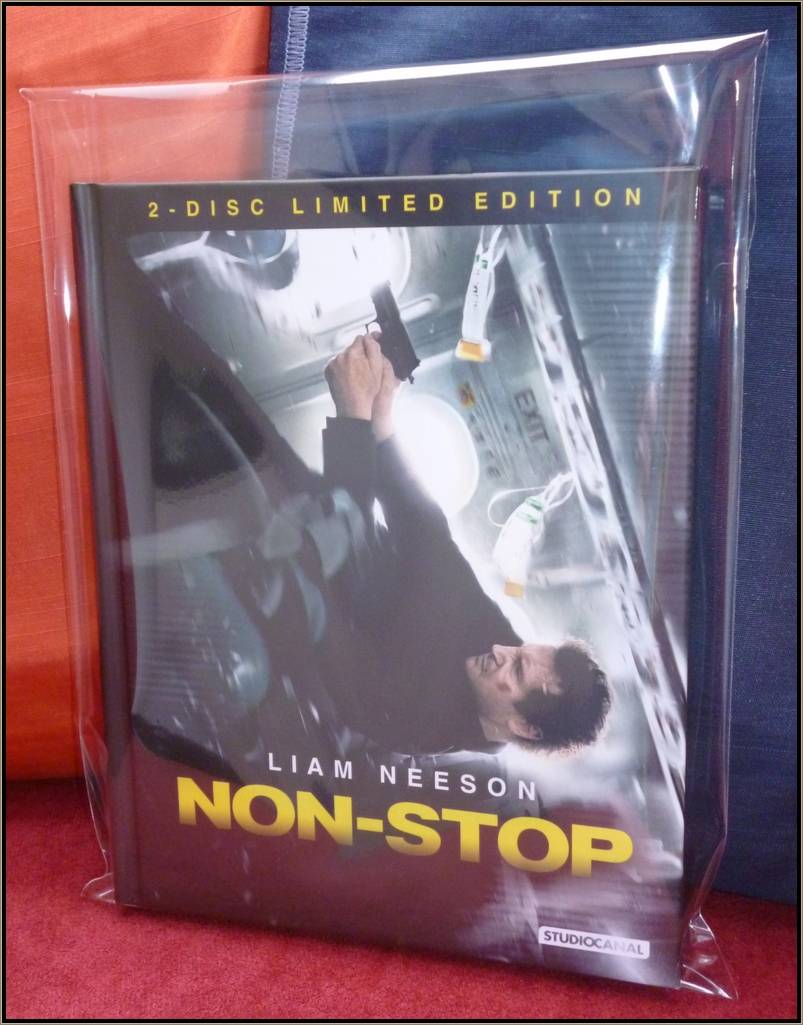 2-DISC LIMITED EDITION
EXIT
LIAM NEESON
NON-STOP
STUDIOCANAL